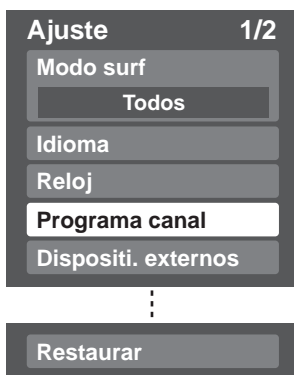 Ajuste 1/2
Modo surf
Todos
Idioma
Reloj
Programa canal
Dispositi. externos
Restaurar